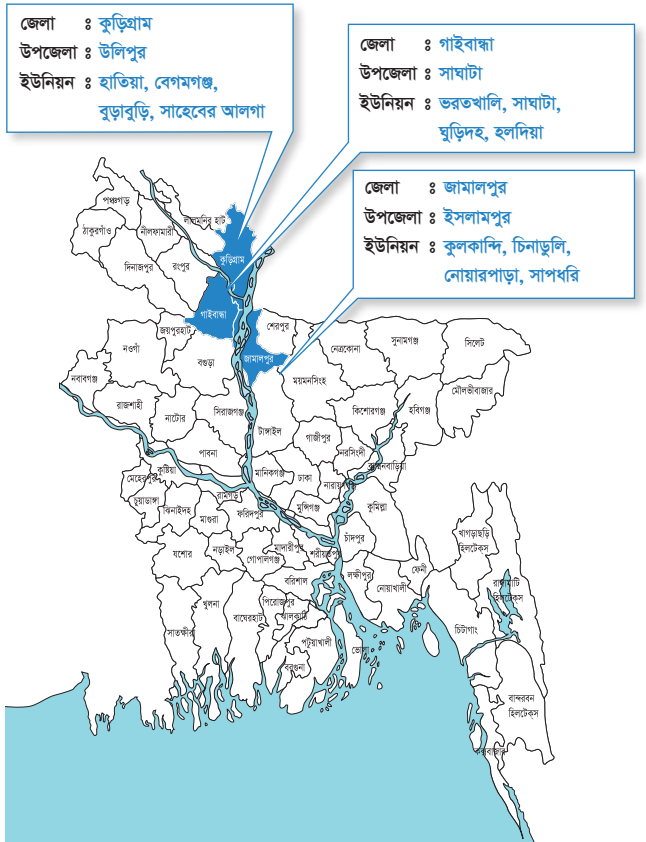 জেলা : কুড়িগ্রাম
উপজেলা : উলিপুর
ইউনিয়ন : হাতিয়া, বেগমগঞ্জ,
বুড়াবুড়ি, সাহেবের আলগা
জেলা : গাইবান্ধা
উপজেলা : সাঘাটা
ইউনিয়ন : ভরতখালি, সাঘাটা,
ঘুড়িদহ, হলদিয়া
জেলা : জামালপুর
উপজেলা : ইসলামপুর
ইউনিয়ন : কুলকান্দি, চিনাডুলি,
নোয়ারপাড়া, সাপধরি
পঞ্চগড়
ঠাকুরগাঁও
নীলফামারী
লালমনির হাট
দিনাজপুর
রংপুর
কুড়িগ্রাম
গাইবান্ধা
জয়পুরহাট
শেরপুর
নওগাঁ
বগুড়া
জামালপুর
নেত্রকোনা
সুনামগঞ্জ
সিলেট
নবাবগঞ্জ
ময়মনসিংহ
মৌলভীবাজার
রাজশাহী
নাটোর
সিরাজগঞ্জ
কিশোরগঞ্জ
হবিগঞ্জ
টাঙ্গাইল
গাজীপুর
পাবনা
নরসিংদী
কুষ্টিয়া
মেহেরপুর
মানিকগঞ্জ
ঢাকা
চুয়াডাঙ্গা
ঝিনাইদহ
মাগুরা
ফরিদপুর
মুন্সিগঞ্জ
কুমিল্লা
চাঁদপুর
যশোর
নড়াইল
গোপালগঞ্জ
মাদারীপুর
শরীয়তপুর
খাগড়াছড়ি
হিলটেক্স
বরিশাল
লক্ষীপুর
নোয়াখালী
ফেনী
রাঙ্গামাটি
হিলটেক্স
খুলনা
বাঘেরহাট
পিরোজপুর
ঝালকাঠি
সাতক্ষীরা
পটুয়াখালী
ভোলা
চিটাগাং
বরগুনা
বান্দরবন
হিলটেক্স
কক্সবাজার